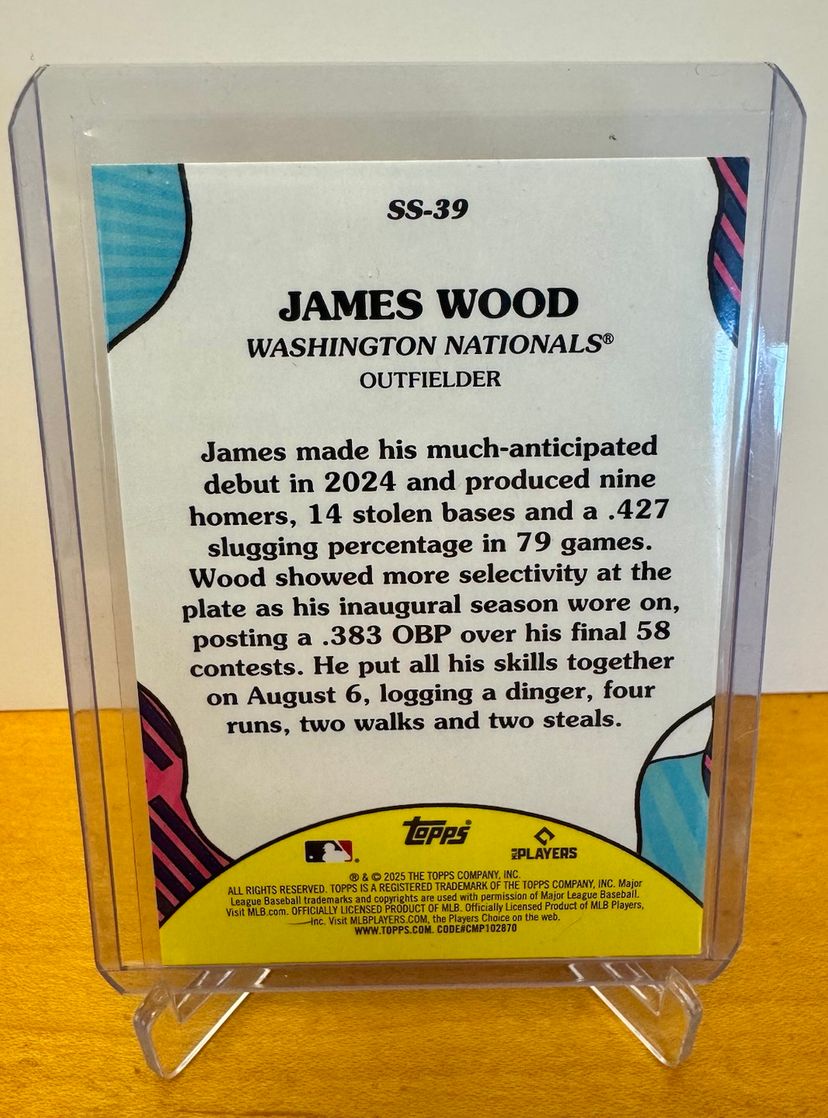 SS-39
JAMES WOOD
WASHINGTON NATIONALS®
OUTFIELDER
James made his much-anticipated
debut in 2024 and produced nine
homers, 14 stolen bases and a .427
slugging percentage in 79 games.
Wood showed more selectivity at the
plate as his inaugural season wore on,
posting a .383 OBP over his final 58
contests. He put all his skills together
on August 6, logging a dinger, four
runs, two walks and two steals.
TOPPS®
MLB PLAYERS
® & © 2025 THE TOPPS COMPANY, INC.
ALL RIGHTS RESERVED. TOPPS IS A REGISTERED TRADEMARK OF THE TOPPS COMPANY, INC. Major
League Baseball trademarks and copyrights are used with permission of Major League Baseball.
Visit MLB.com. OFFICIALLY LICENSED PRODUCT OF MLB. Officially Licensed Product of MLB Players,
Inc. Visit MLBPLAYERS.COM, the Players Choice on the web.
WWW.TOPPS.COM. CODE#CMP102870